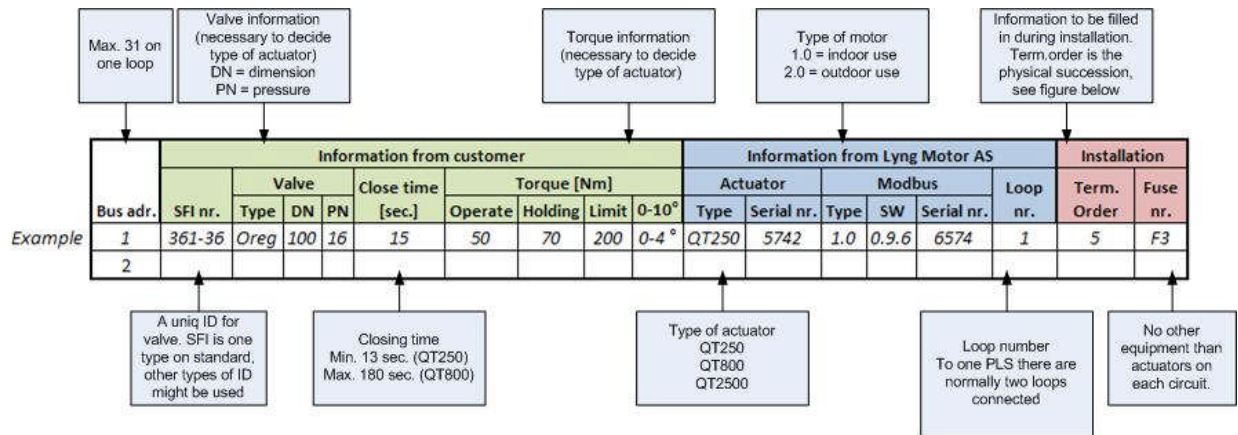 Max. 31 on
one loop
Valve information
(necessary to decide
type of actuator)
DN = dimension
PN = pressure
Torque information
(necessary to decide
type of actuator)
Type of motor
1.0 = indoor use
2.0 = outdoor use
Information to be filled
in during installation.
Term.order is the
physical succession,
see figure below
Information from customer Information from Lyng Motor AS Installation
Valve Close time Torque [Nm] Actuator Modbus Loop Term. Fuse
Bus adr. SFI nr. Type DN PN [sec.] Operate Holding Limit 0-10° Type Serial nr. Type SW Serial nr. nr. Order nr.
Example 1 361-36 Oreg 100 16 15 50 70 200 0-4 ° QT250 5742 1.0 0.9.6 6574 1 5 F3
2
A uniq ID for
valve. SFI is one
type on standard,
other types of ID
might be used
Closing time
Min. 13 sec. (QT250)
Max. 180 sec. (QT800)
Type of actuator
QT250
QT800
QT2500
Loop number
To one PLS there are
normally two loops
connected
No other
equipment than
actuators on
each circuit.